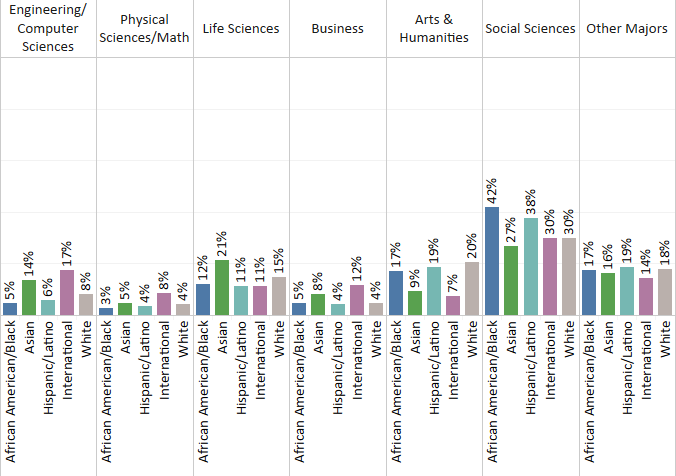 Engineering/
Computer
Sciences
Physical
Sciences/Math
Life Sciences
Business
Arts &
Humanities
Social Sciences
Other Majors
5%
14%
6%
17%
8%
3%
5%
4%
8%
4%
12%
21%
11%
11%
15%
5%
8%
4%
12%
4%
17%
9%
19%
7%
20%
42%
27%
38%
30%
30%
17%
16%
19%
14%
18%
African American/Black
Asian
Hispanic/Latino
International
White
African American/Black
Asian
Hispanic/Latino
International
White
African American/Black
Asian
Hispanic/Latino
International
White
African American/Black
Asian
Hispanic/Latino
International
White
African American/Black
Asian
Hispanic/Latino
International
White
African American/Black
Asian
Hispanic/Latino
International
White
African American/Black
Asian
Hispanic/Latino
International
White